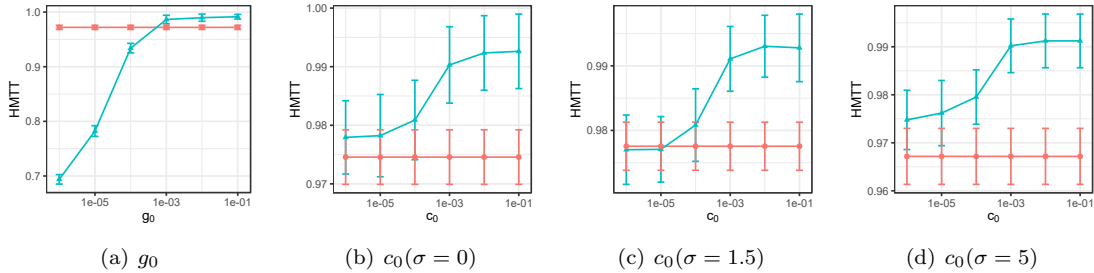 HMTT
1.0
0.9
0.8
0.7
1e-05
1e-03
1e-01
g₀
(a) g₀
HMTT
1.00
0.99
0.98
0.97
1e-05
1e-03
1e-01
c₀
(b) c₀(σ = 0)
HMTT
0.99
0.98
1e-05
1e-03
1e-01
c₀
(c) c₀(σ = 1.5)
HMTT
0.99
0.98
0.97
0.96
1e-05
1e-03
1e-01
c₀
(d) c₀(σ = 5)